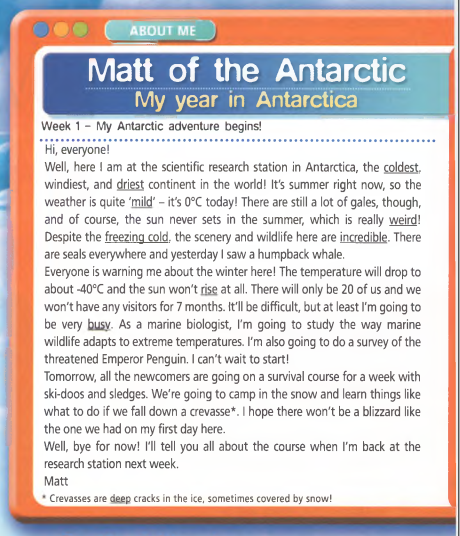 ABOUT ME
Matt of the Antarctic
My year in Antarctica
Week 1 – My Antarctic adventure begins!
Hi, everyone!
Well, here I am at the scientific research station in Antarctica, the coldest,
windiest, and driest continent in the world! It's summer right now, so the
weather is quite 'mild' – it's 0°C today! There are still a lot of gales, though,
and of course, the sun never sets in the summer, which is really weird!
Despite the freezing cold, the scenery and wildlife here are incredible. There
are seals everywhere and yesterday I saw a humpback whale.
Everyone is warning me about the winter here! The temperature will drop to
about -40°C and the sun won't rise at all. There will only be 20 of us and we
won't have any visitors for 7 months. It'll be difficult, but at least I'm going to
be very busy. As a marine biologist, I'm going to study the way marine
wildlife adapts to extreme temperatures. I'm also going to do a survey of the
threatened Emperor Penguin. I can't wait to start!
Tomorrow, all the newcomers are going on a survival course for a week with
ski-doos and sledges. We're going to camp in the snow and learn things like
what to do if we fall down a crevasse*. I hope there won't be a blizzard like
the one we had on my first day here.
Well, bye for now! I'll tell you all about the course when I'm back at the
research station next week.
Matt
* Crevasses are deep cracks in the ice, sometimes covered by snow!